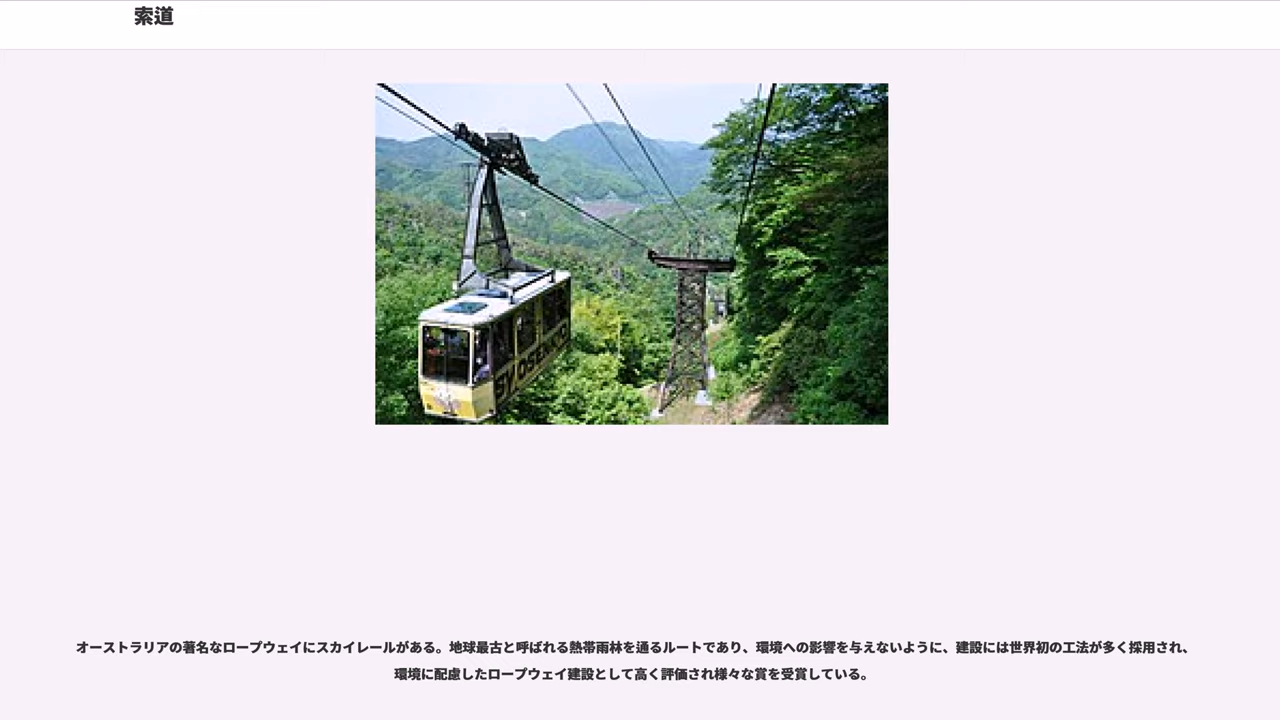 索道
オーストラリアの著名なロープウェイにスカイレールがある。地球最古と呼ばれる熱帯雨林を通るルートであり、環境への影響を与えないように、建設には世界初の工法が多く採用され、
環境に配慮したロープウェイ建設として高く評価され様々な賞を受賞している。